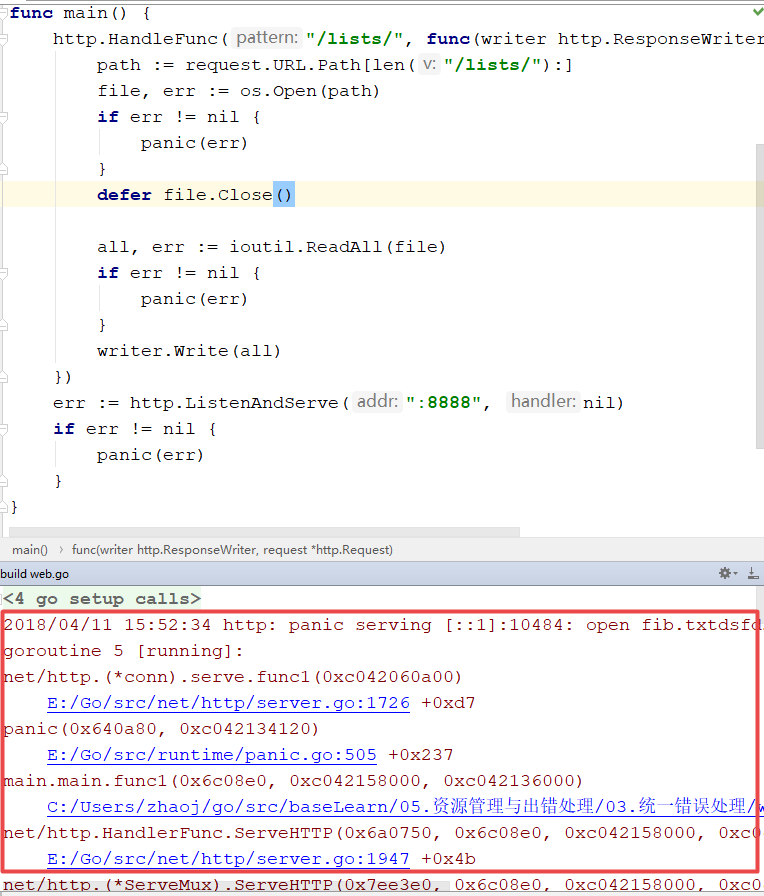 func main() {
http.HandleFunc( pattern: "/lists/", func(writer http.ResponseWriter
path := request.URL.Path[len( v: "/lists/"):]
file, err := os.Open(path)
if err != nil {
panic(err)
}
defer file.Close()
all, err := ioutil.ReadAll(file)
if err != nil {
panic(err)
}
writer.Write(all)
})
err := http.ListenAndServe( addr: ":8888", handler: nil)
if err != nil {
panic(err)
}
}
main() › func(writer http.ResponseWriter, request *http.Request)
build web.go
<4 go setup calls>
2018/04/11 15:52:34 http: panic serving [::1]:10484: open fib.txtdsfd
goroutine 5 [running]:
net/http.(*conn).serve.func1(0xc042060a00)
E:/Go/src/net/http/server.go:1726 +0xd7
panic(0x640a80, 0xc042134120)
E:/Go/src/runtime/panic.go:505 +0x237
main.main.func1(0x6c08e0, 0xc042158000, 0xc042136000)
C:/Users/zhaoj/go/src/baseLearn/05.资源管理与出错处理/03.统一错误处理/w
net/http.HandlerFunc.ServeHTTP(0x6a0750, 0x6c08e0, 0xc042158000, 0xc0
E:/Go/src/net/http/server.go:1947 +0x4b
net/http.(*ServeMux).ServeHTTP(0x7ee3e0, 0x6c08e0, 0xc042158000, 0xc0